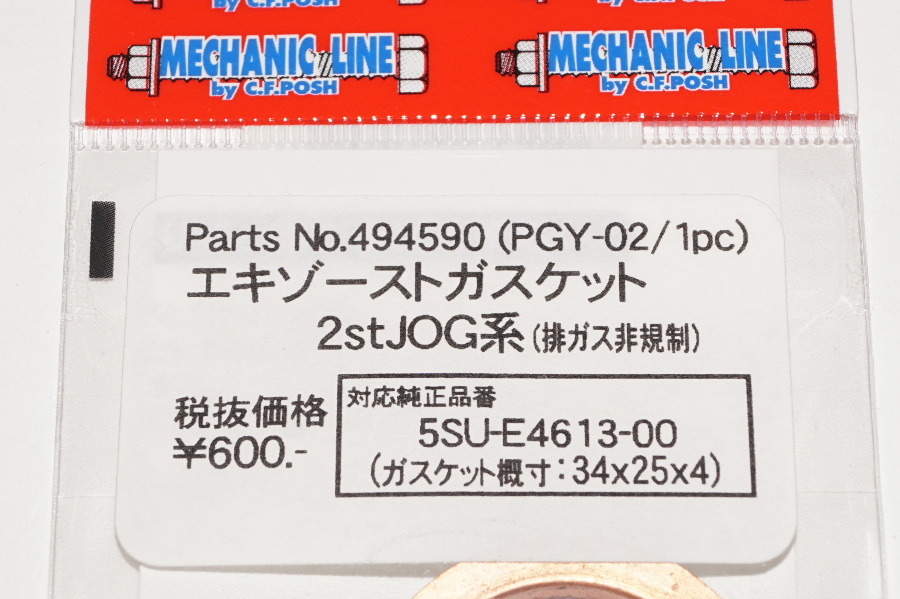 MECHANIC LINE
by C.F.POSH
MECHANIC LINE
by C.F.POSH
Parts No.494590 (PGY-02/1pc)
エキゾーストガスケット
2stJOG系(排ガス非規制)
税抜価格
¥600.-
対応純正品番
5SU-E4613-00
(ガスケット概寸:34x25x4)